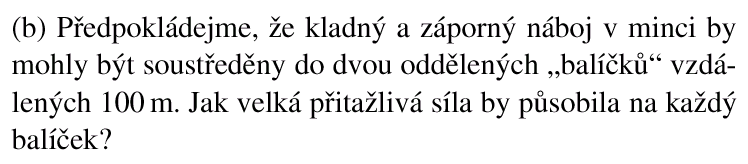 (b) Předpokládejme, že kladný a záporný náboj v minci by
mohly být soustředěny do dvou oddělených „balíčků“ vzdá-
lených 100 m. Jak velká přitažlivá síla by působila na každý
balíček?